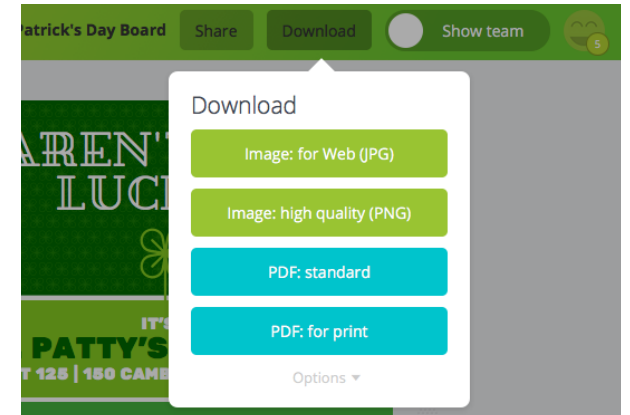 Patrick's Day Board Share Download Show team
5
Download
Image: for Web (JPG)
Image: high quality (PNG)
PDF: standard
PDF: for print
Options
AREN'T
LUC
IT'S
PATTY'S
125 | 150 CAMB